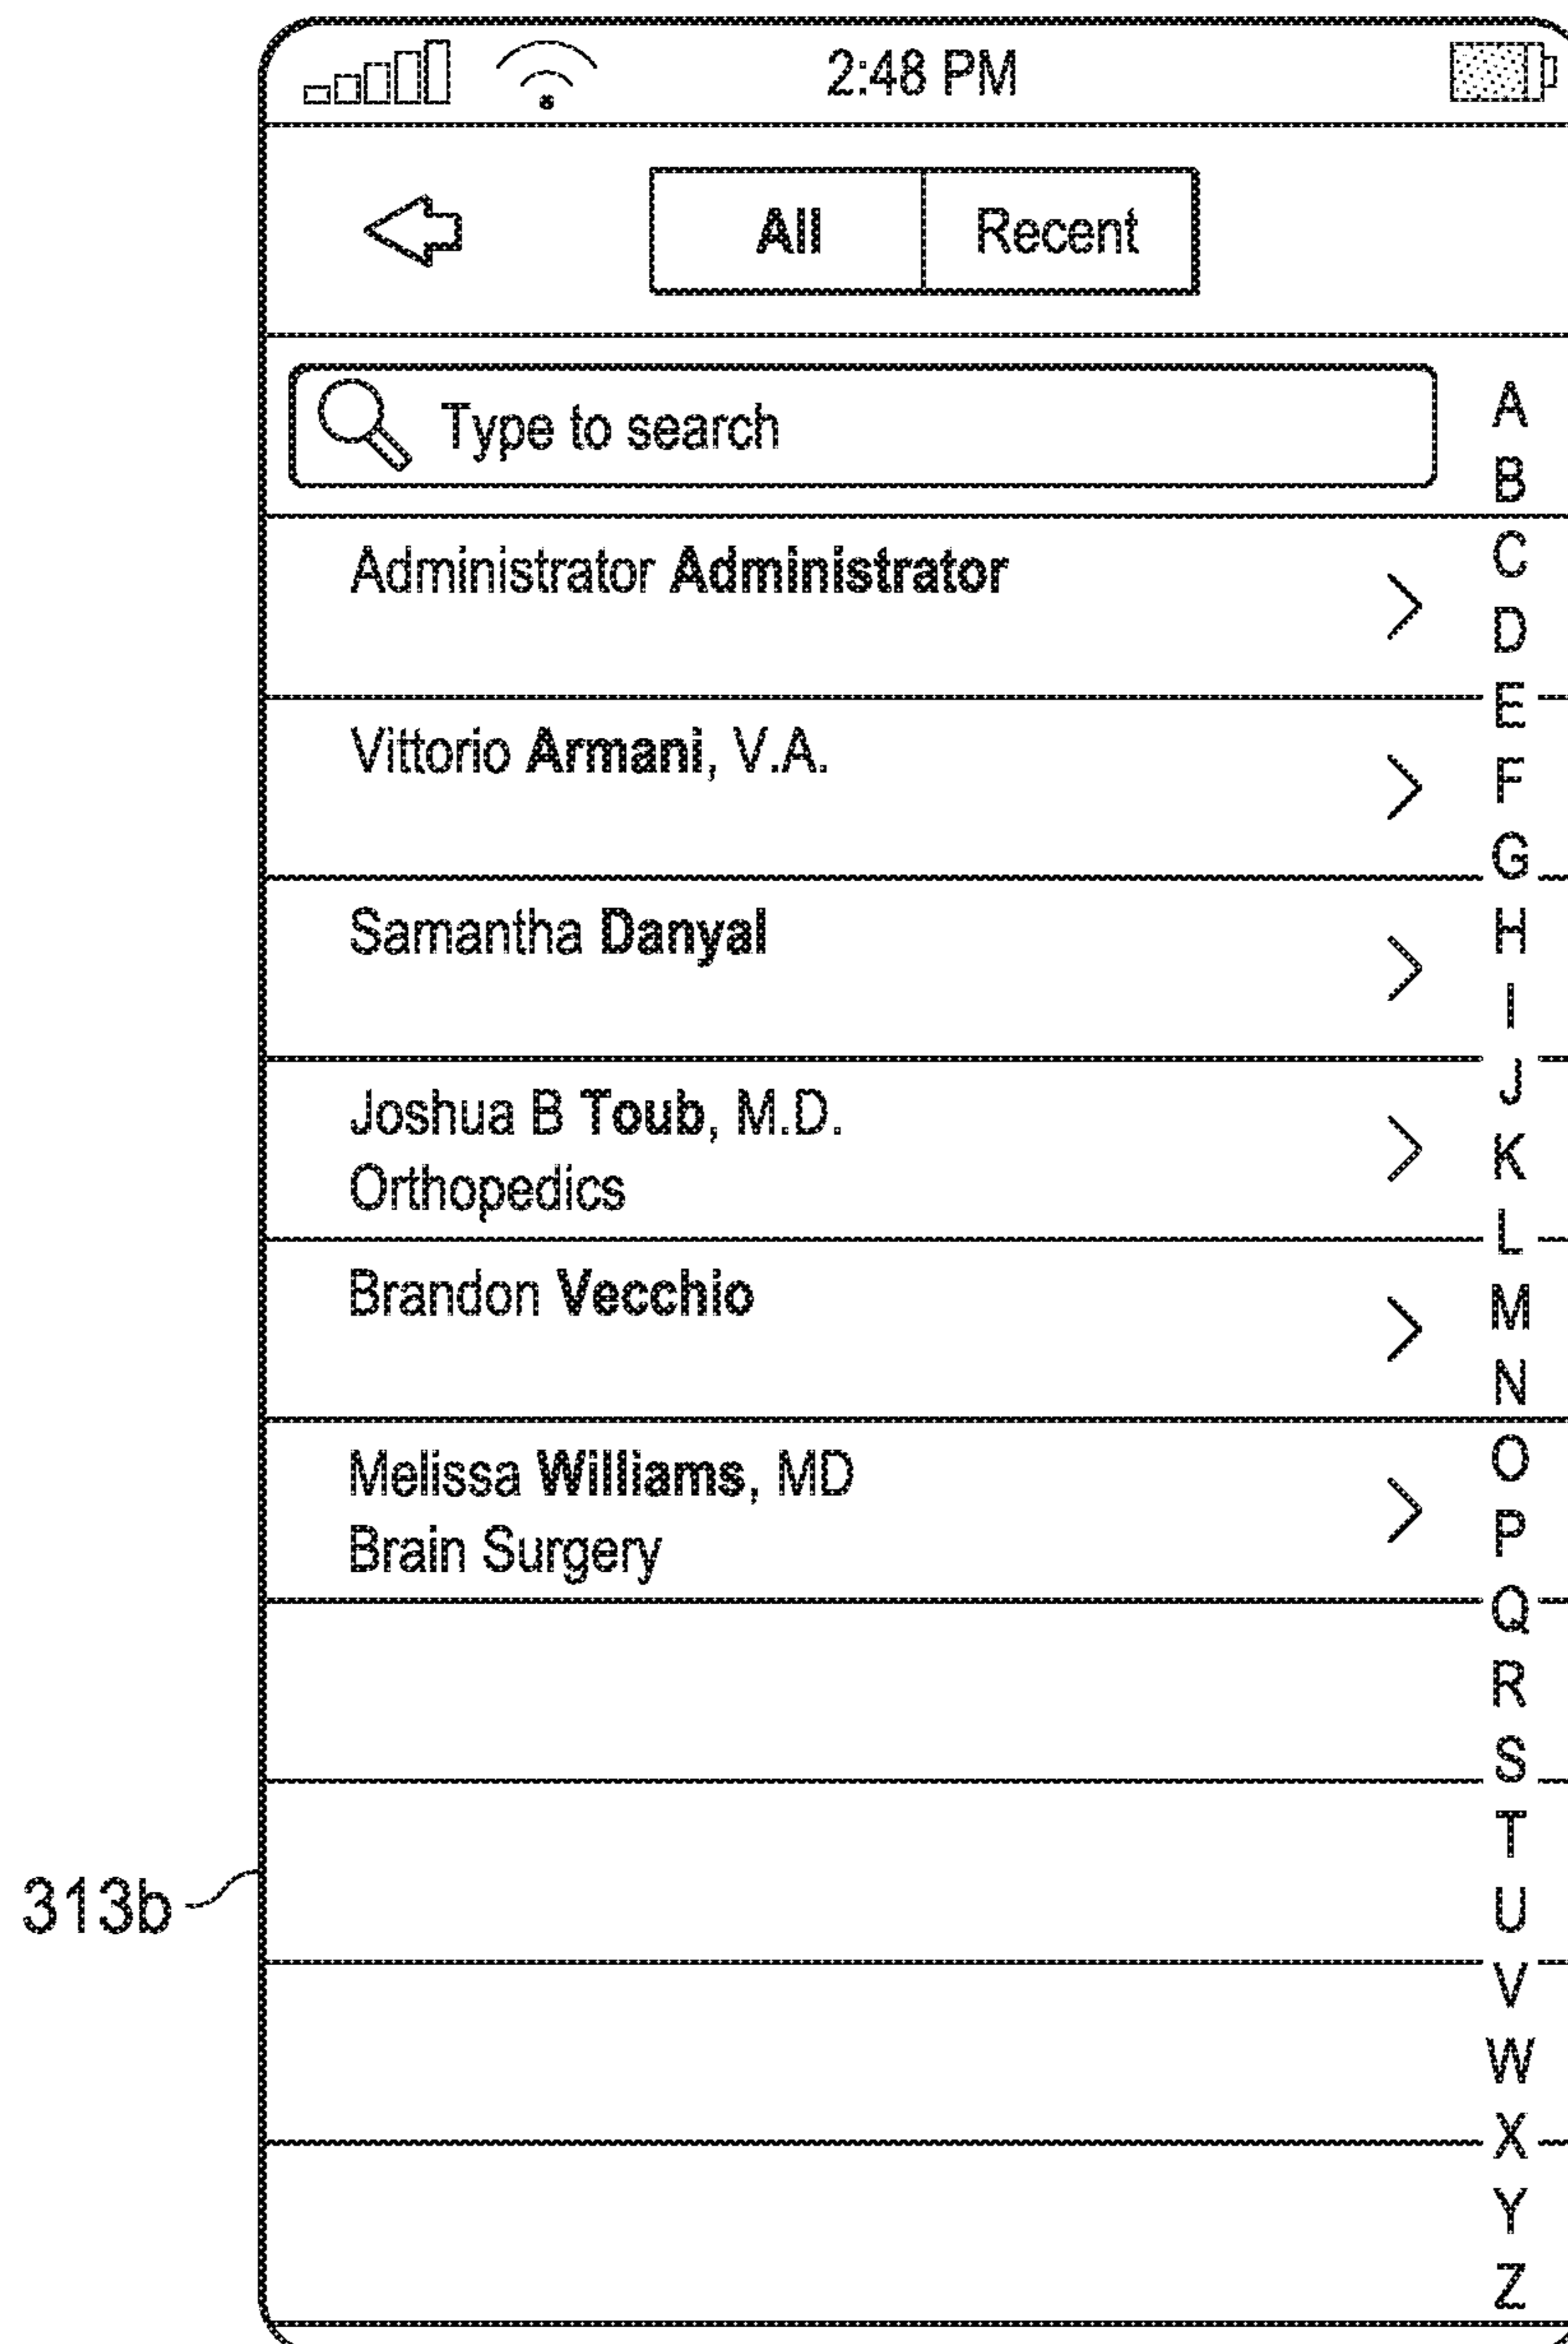 2:48 PM
All Recent
Type to search
Administrator Administrator
Vittorio Armani, V.A.
Samantha Danyal
Joshua B Toub, M.D.
Orthopedics
Brandon Vecchio
Melissa Williams, MD
Brain Surgery
A
B
C
D
E
F
G
H
I
J
K
L
M
N
O
P
Q
R
S
T
U
V
W
X
Y
Z
313b